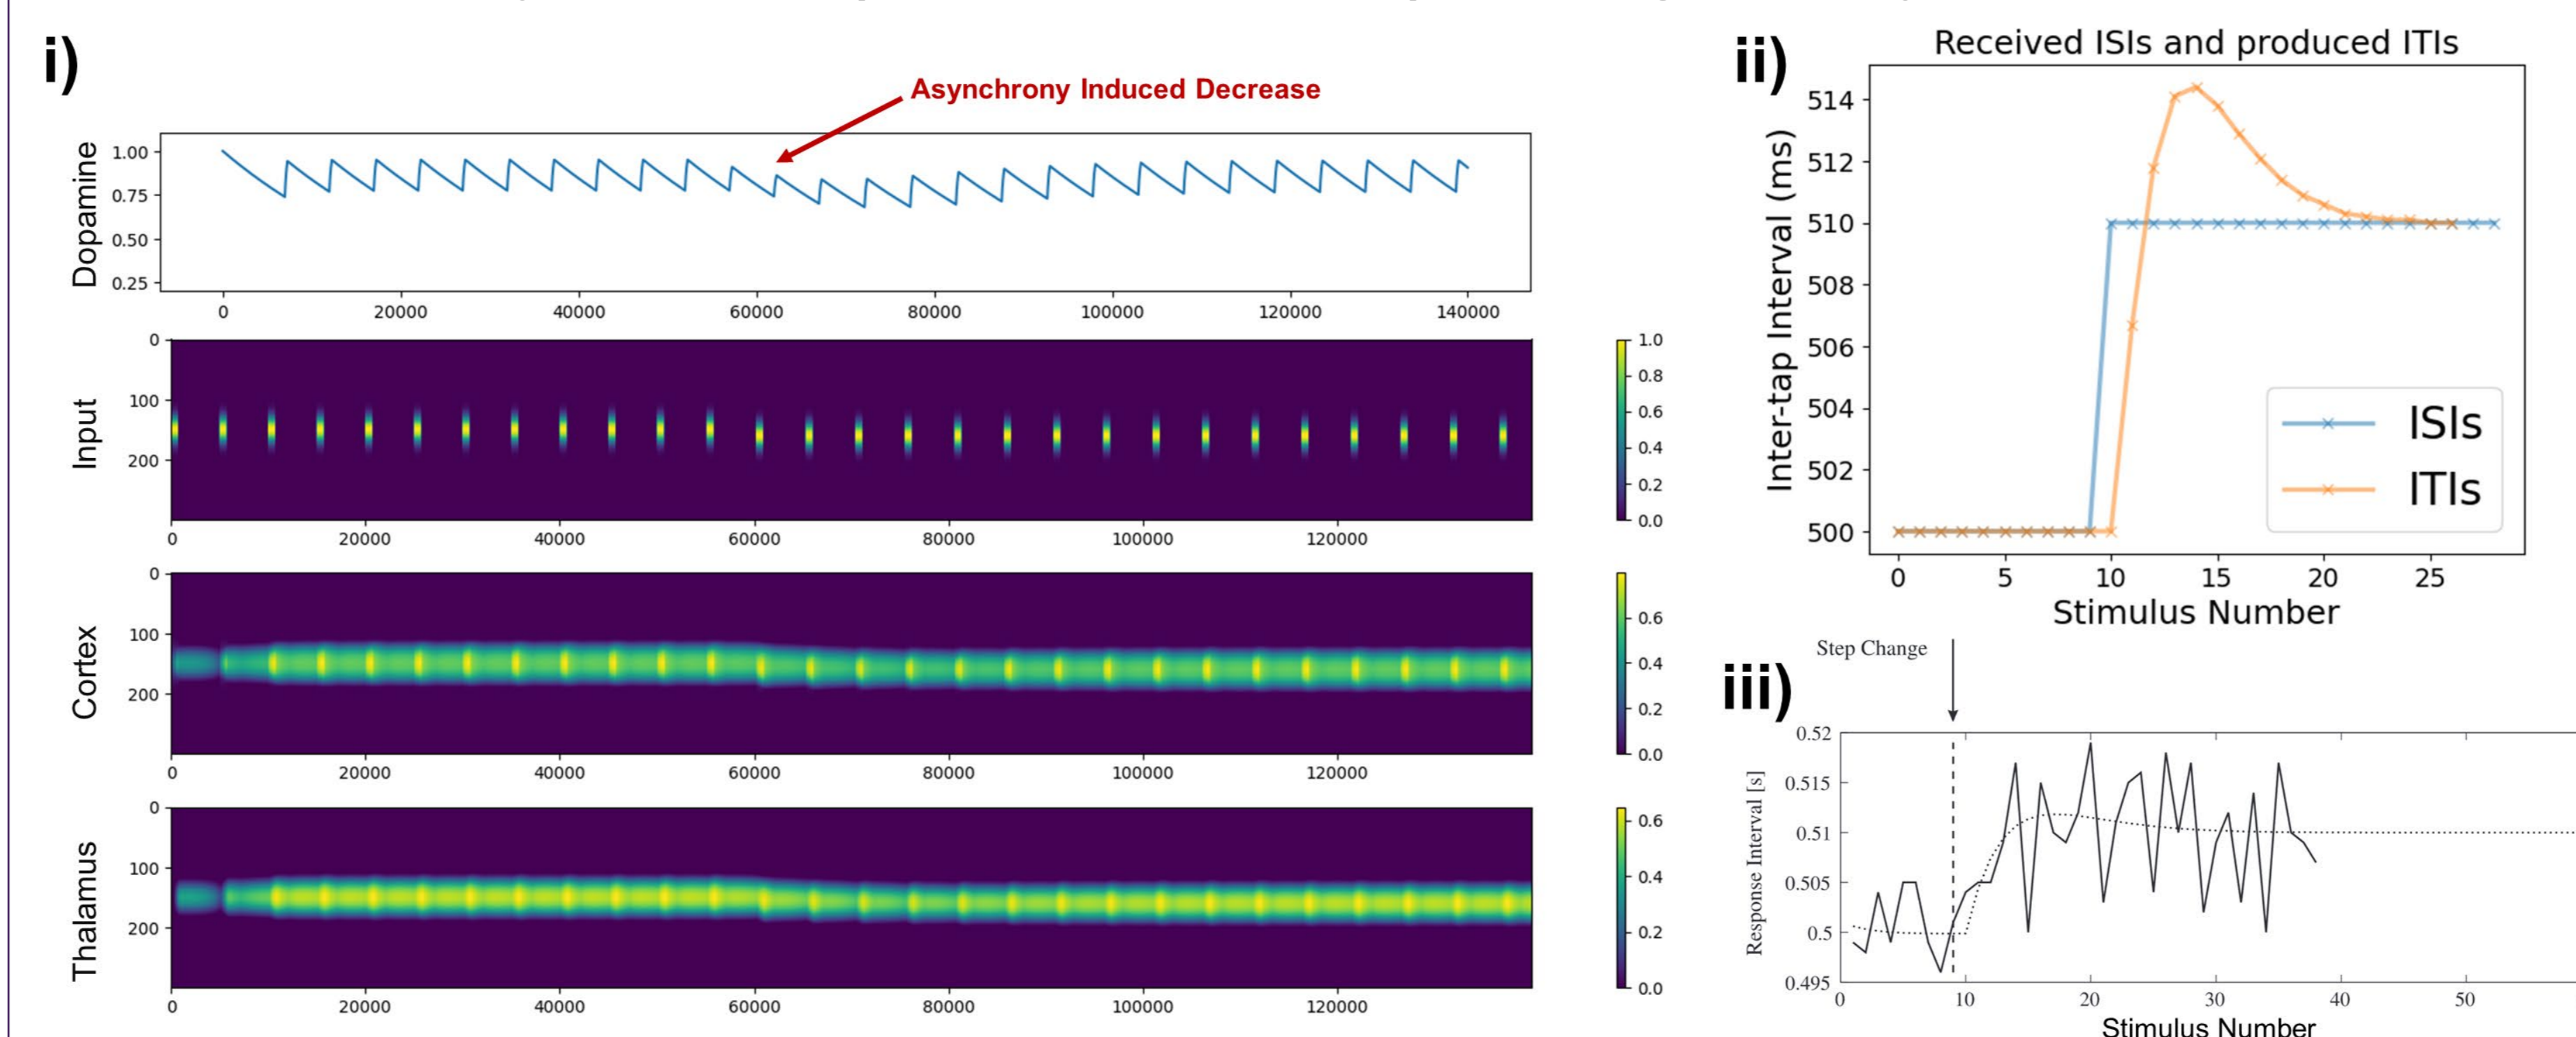 i)
Asynchrony Induced Decrease
Dopamine
1.00
0.75
0.50
0.25
0 20000 40000 60000 80000 100000 120000 140000
Input
0
100
200
0 20000 40000 60000 80000 100000 120000
1.0
0.8
0.6
0.4
0.2
0.0
Cortex
0
100
200
0 20000 40000 60000 80000 100000 120000
0.6
0.4
0.2
0.0
Thalamus
0
100
200
0 20000 40000 60000 80000 100000 120000
0.6
0.4
0.2
0.0
ii)
Received ISIs and produced ITIs
Inter-tap Interval (ms)
514
512
510
508
506
504
502
500
ISIs
ITIs
0 5 10 15 20 25
Stimulus Number
iii)
Step Change
Response Interval [s]
0.52
0.515
0.51
0.505
0.5
0.495
0 10 20 30 40 50
Stimulus Number